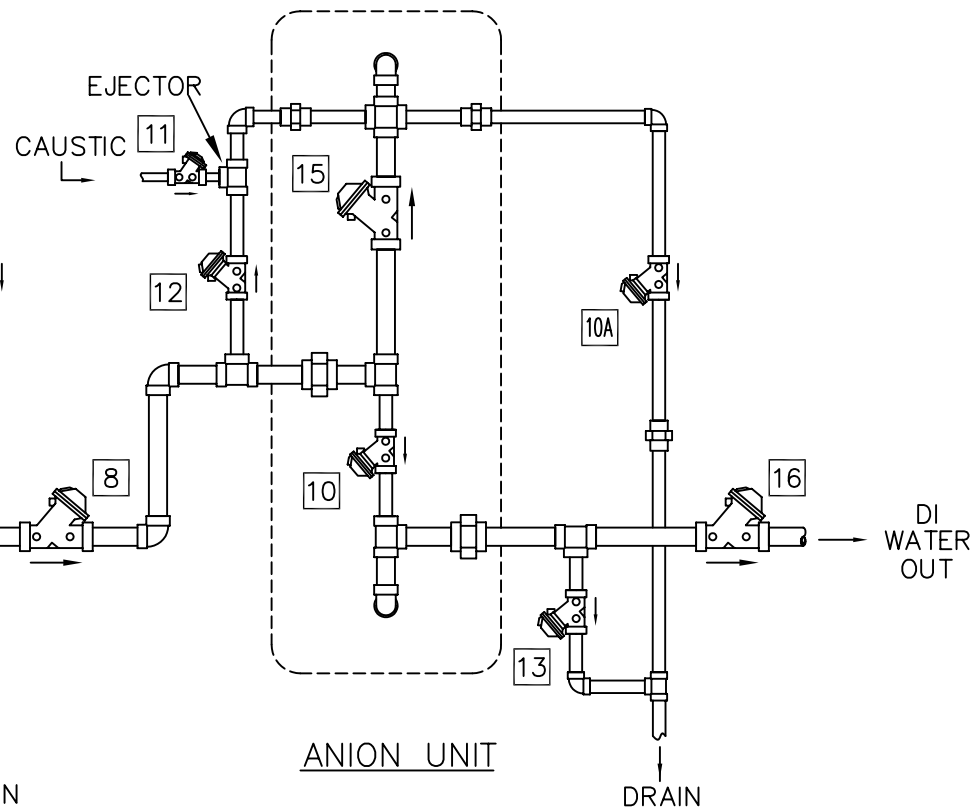 EJECTOR
11
CAUSTIC
15
12
10A
8
10
16
DI
WATER
OUT
13
ANION UNIT
N
DRAIN